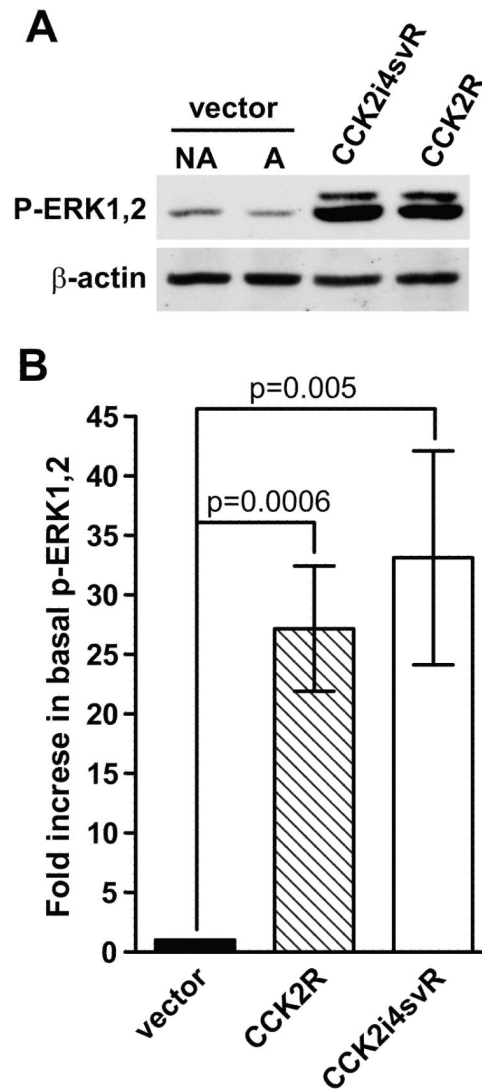 A
vector
NA A CCK2i4svR CCK2R
P-ERK1,2
β-actin
B
Fold increse in basal p-ERK1,2
45
40
35
30
25
20
15
10
5
0
p=0.005
p=0.0006
vector
CCK2R
CCK2i4svR